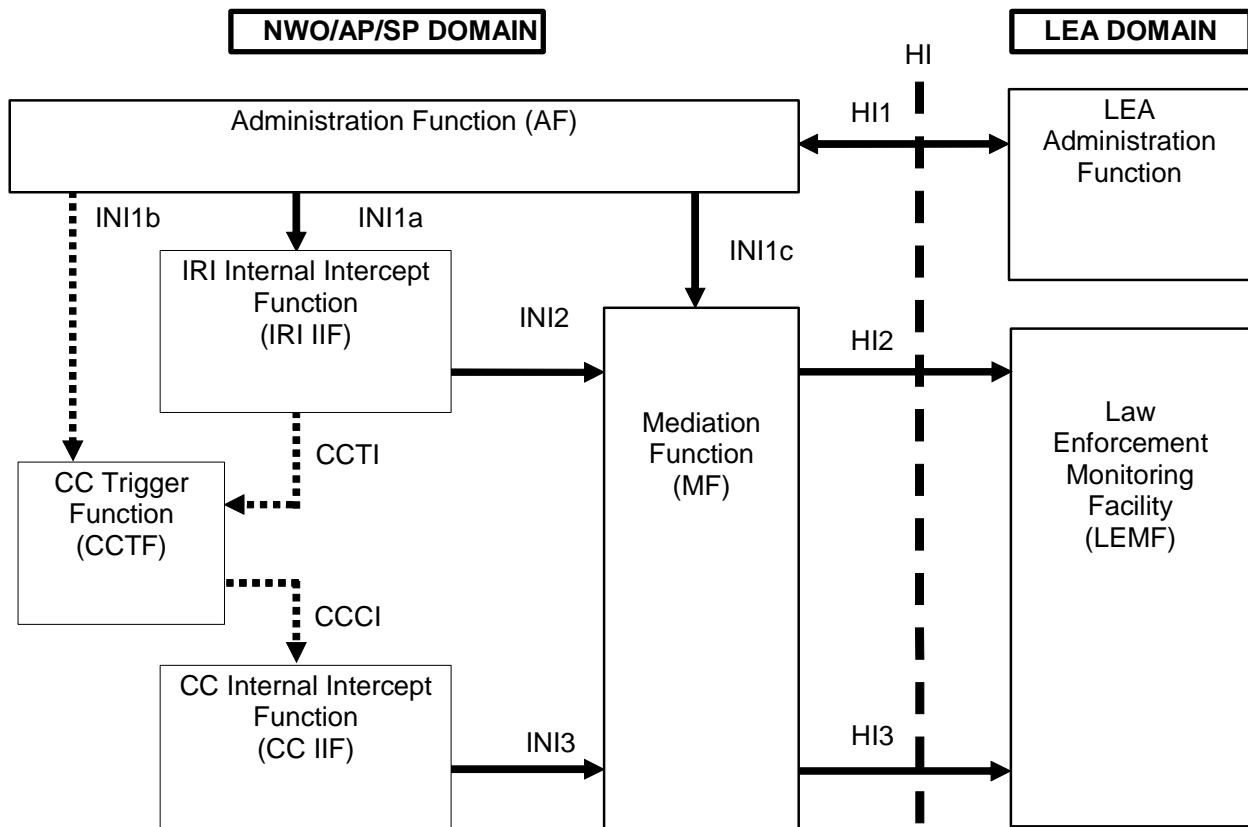 NWO/AP/SP DOMAIN
LEA DOMAIN
HI
Administration Function (AF)
HI1
LEA
Administration
Function
INI1b
INI1a
INI1c
IRI Internal Intercept
Function
(IRI IIF)
INI2
HI2
Mediation
Function
(MF)
Law
Enforcement
Monitoring
Facility
(LEMF)
CCTI
CC Trigger
Function
(CCTF)
CCCI
CC Internal Intercept
Function
(CC IIF)
INI3
HI3